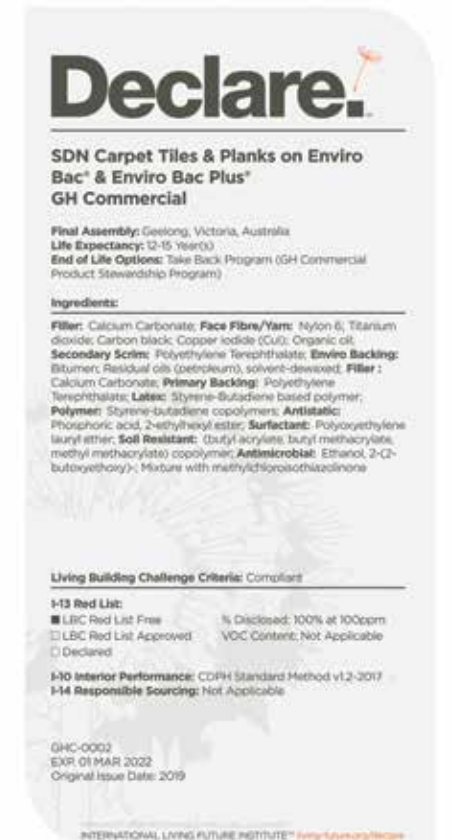 Declare.
SDN Carpet Tiles & Planks on Enviro
Bac® & Enviro Bac Plus®
GH Commercial
Final Assembly: Geelong, Victoria, Australia
Life Expectancy: 12-15 Year(s)
End of Life Options: Take Back Program (GH Commercial
Product Stewardship Program)
Ingredients:
Filler: Calcium Carbonate; Face Fibre/Yarn: Nylon 6; Titanium
dioxide; Carbon black; Copper iodide (CuI); Organic oil;
Secondary Scrim: Polyethylene Terephthalate; Enviro Backing:
Bitumen; Residual oils (petroleum), solvent-dewaxed; Filler :
Calcium Carbonate; Primary Backing: Polyethylene
Terephthalate; Latex: Styrene-Butadiene based polymer;
Polymer: Styrene-butadiene copolymers; Antistatic:
Phosphoric acid, 2-ethylhexyl ester; Surfactant: Polyoxyethylene
lauryl ether; Soil Resistant: (butyl acrylate, butyl methacrylate,
methyl methacrylate) copolymer; Antimicrobial: Ethanol, 2-(2-
butoxyethoxy)-; Mixture with methylchloroisothiazolinone
Living Building Challenge Criteria: Compliant
I-13 Red List:
LBC Red List Free % Disclosed: 100% at 100ppm
LBC Red List Approved VOC Content: Not Applicable
Declared
I-10 Interior Performance: CDPH Standard Method v1.2-2017
I-14 Responsible Sourcing: Not Applicable
GHC-0002
EXP. 01 MAR 2022
Original Issue Date: 2019
INTERNATIONAL LIVING FUTURE INSTITUTE™ living-future.org/declare